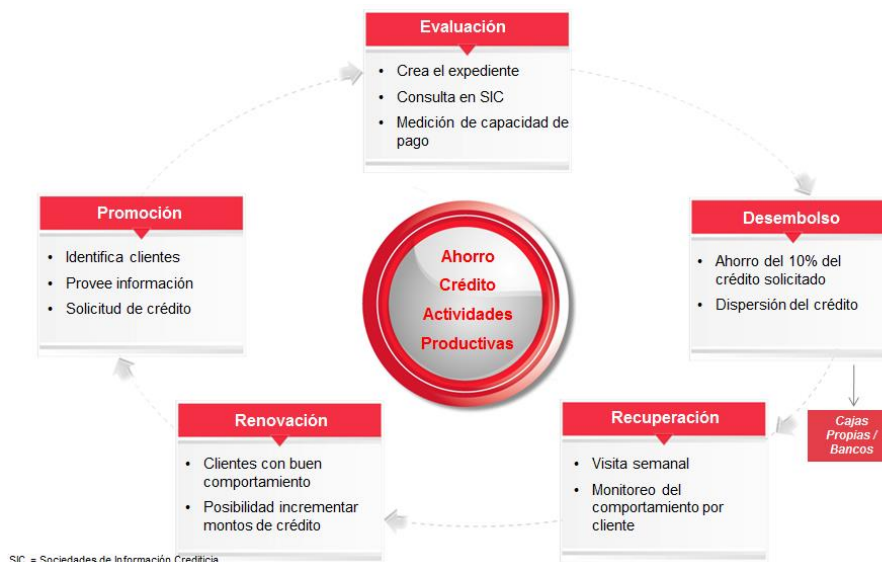 Evaluación
• Crea el expediente
• Consulta en SIC
• Medición de capacidad de
pago
Promoción
• Identifica clientes
• Provee información
• Solicitud de crédito
Ahorro
Crédito
Actividades
Productivas
Desembolso
• Ahorro del 10% del
crédito solicitado
• Dispersión del crédito
Cajas
Propias /
Bancos
Renovación
• Clientes con buen
comportamiento
• Posibilidad incrementar
montos de crédito
Recuperación
• Visita semanal
• Monitoreo del
comportamiento por
cliente
SIC = Sociedades de Información Crediticia